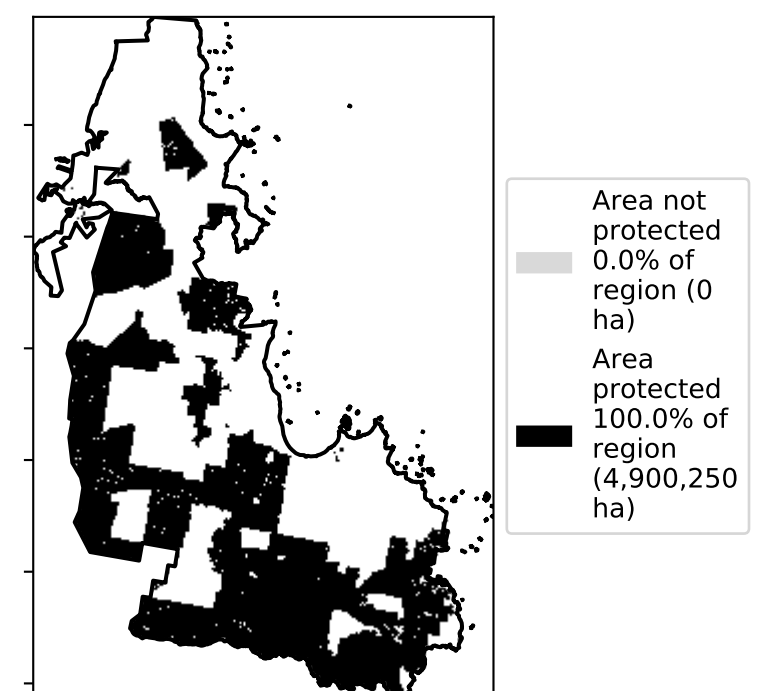 Area not
protected
0.0% of
region (0
ha)
Area
protected
100.0% of
region
(4,900,250
ha)